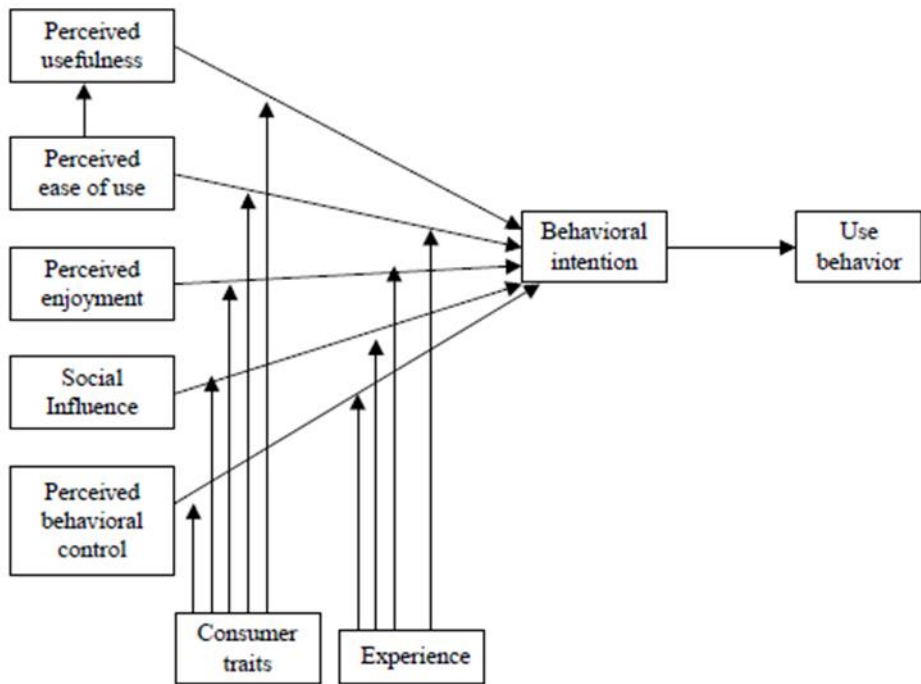 Perceived
usefulness
Perceived
ease of use
Perceived
enjoyment
Social
Influence
Perceived
behavioral
control
Behavioral
intention
Use
behavior
Consumer
traits
Experience